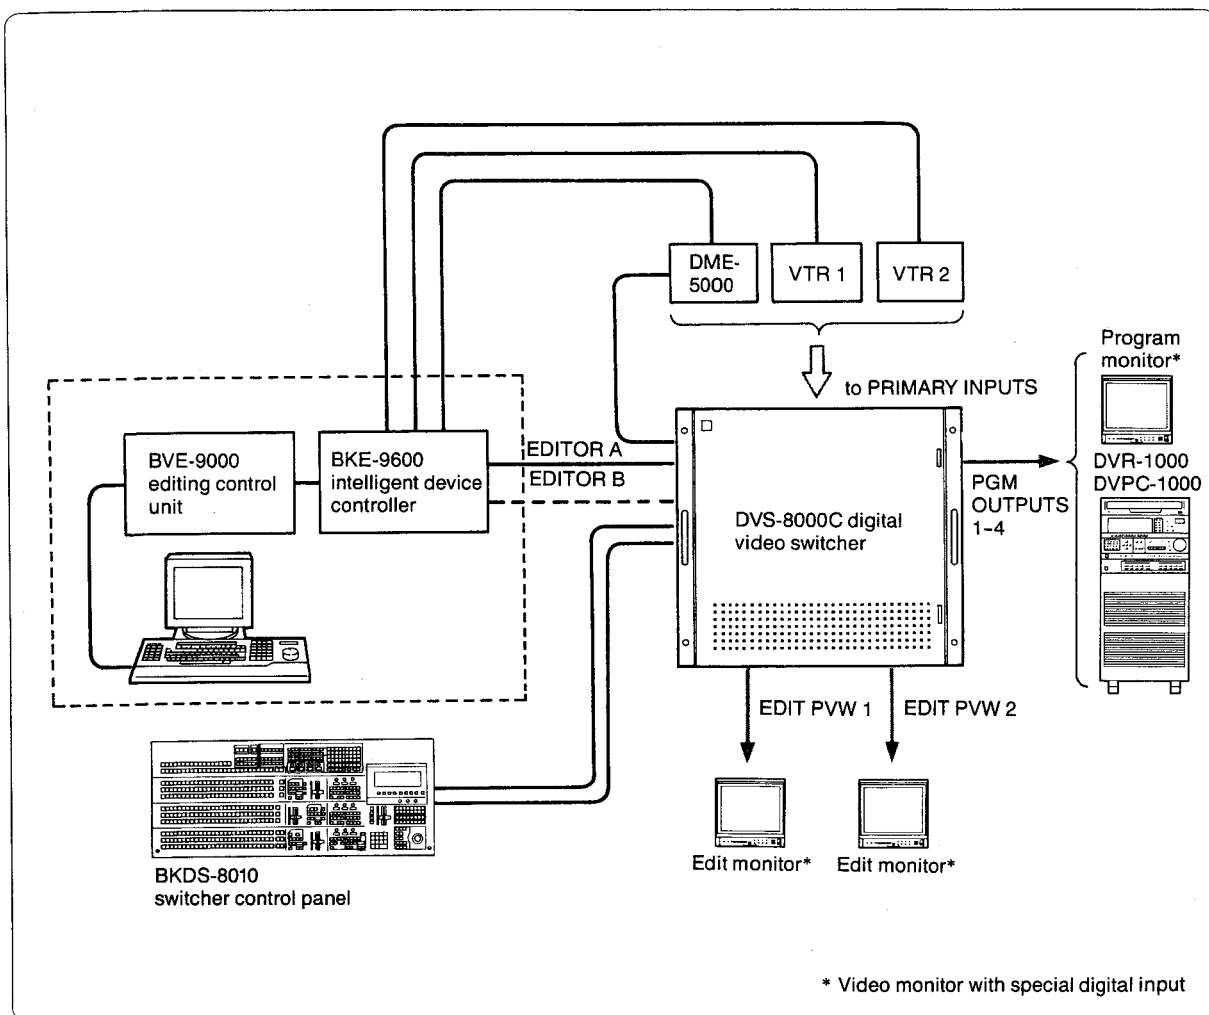 DME-
5000
VTR 1
VTR 2
to PRIMARY INPUTS
Program
monitor*
DVR-1000
DVPC-1000
BVE-9000
editing control
unit
BKE-9600
intelligent device
controller
EDITOR A
EDITOR B
DVS-8000C digital
video switcher
PGM
OUTPUTS
1–4
EDIT PVW 1
EDIT PVW 2
Edit monitor*
Edit monitor*
BKDS-8010
switcher control panel
* Video monitor with special digital input